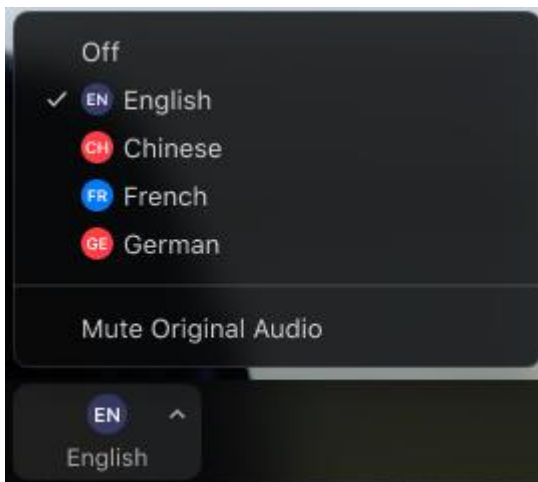 Off
EN English
CH Chinese
FR French
GE German
Mute Original Audio
EN
English